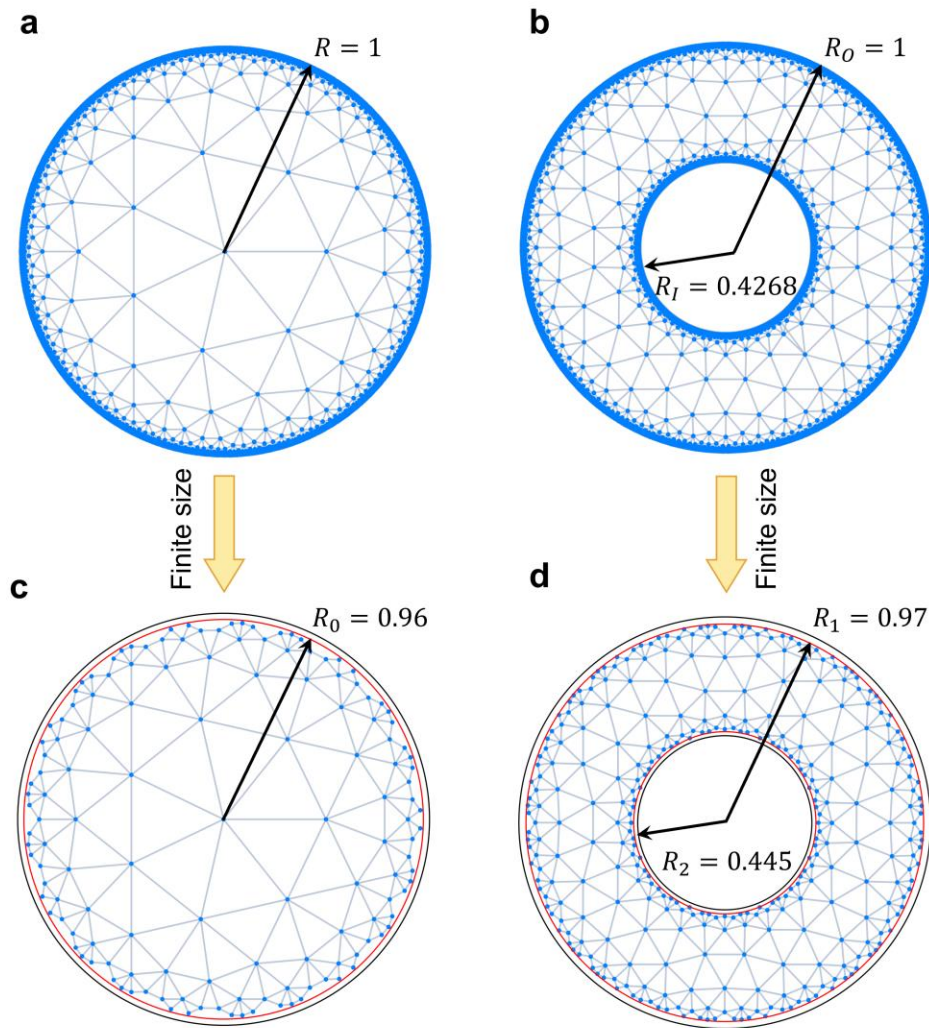 a
R = 1
b
R_O = 1
R_I = 0.4268
Finite size
Finite size
c
R_0 = 0.96
d
R_1 = 0.97
R_2 = 0.445